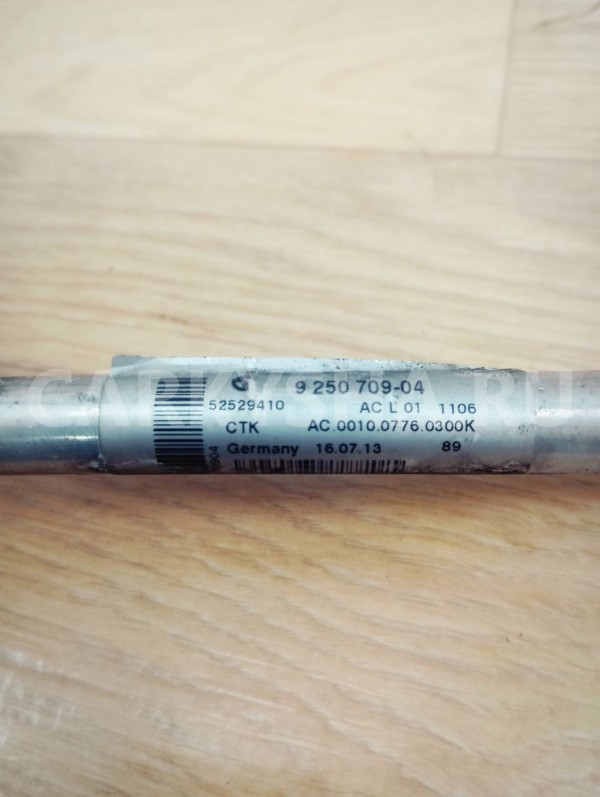 9 250 709-04
52529410 AC L 01 1106
CTK AC.0010.0776.0300K
Germany 16.07.13 89